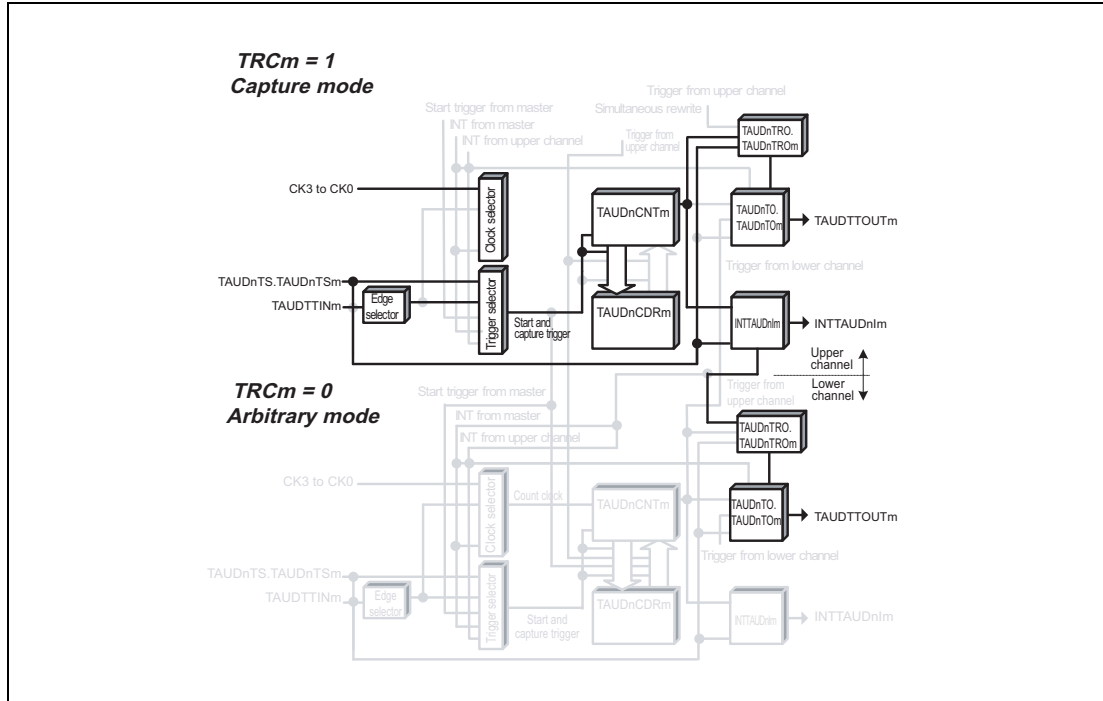 TRCm = 1
Capture mode
Trigger from upper channel
Start trigger from master
Simultaneous rewrite
INT from master
INT from upper channel
Trigger from
upper channel
TAUDnTRO.
TAUDnTROm
CK3 to CK0
Clock selector
TAUDnCNTm
TAUDnTO.
TAUDnTOm
TAUDTTOUTm
Trigger from lower channel
TAUDnTS.TAUDnTSm
TAUDTTINm
Edge
selector
Trigger selector
Start and
capture trigger
TAUDnCDRm
INTTAUDnIm
INTTAUDnIm
Upper
channel
Lower
channel
TRCm = 0
Arbitrary mode
Start trigger from master
INT from master
INT from upper channel
Trigger from
upper channel
TAUDnTRO.
TAUDnTROm
CK3 to CK0
Clock selector
Count clock
TAUDnCNTm
TAUDnTO.
TAUDnTOm
TAUDTTOUTm
Trigger from lower channel
TAUDnTS.TAUDnTSm
TAUDTTINm
Edge
selector
Trigger selector
Start and
capture trigger
TAUDnCDRm
INTTAUDnIm
INTTAUDnIm